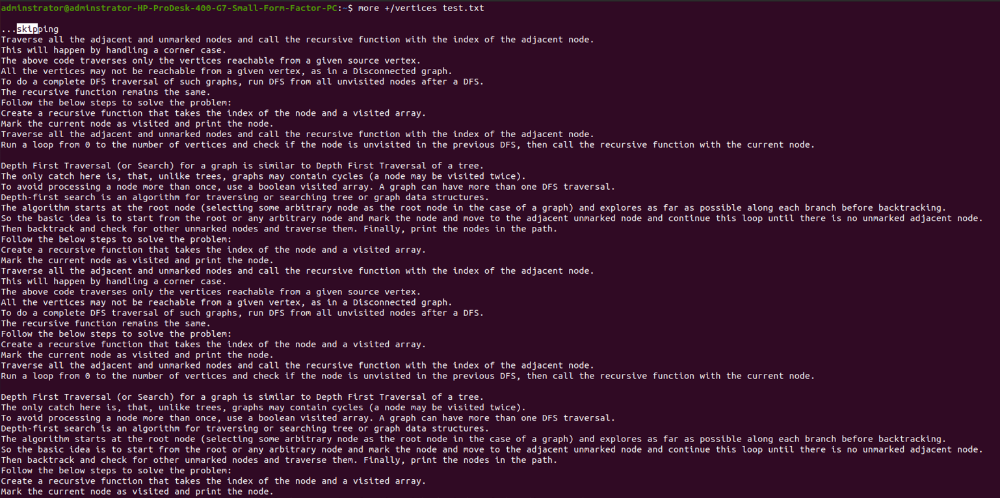 adminstrator@adminstrator-HP-ProDesk-400-G7-Small-Form-Factor-PC:~$ more +/vertices test.txt
...skipping
Traverse all the adjacent and unmarked nodes and call the recursive function with the index of the adjacent node.
This will happen by handling a corner case.
The above code traverses only the vertices reachable from a given source vertex.
All the vertices may not be reachable from a given vertex, as in a Disconnected graph.
To do a complete DFS traversal of such graphs, run DFS from all unvisited nodes after a DFS.
The recursive function remains the same.
Follow the below steps to solve the problem:
Create a recursive function that takes the index of the node and a visited array.
Mark the current node as visited and print the node.
Traverse all the adjacent and unmarked nodes and call the recursive function with the index of the adjacent node.
Run a loop from 0 to the number of vertices and check if the node is unvisited in the previous DFS, then call the recursive function with the current node.
Depth First Traversal (or Search) for a graph is similar to Depth First Traversal of a tree.
The only catch here is, that, unlike trees, graphs may contain cycles (a node may be visited twice).
To avoid processing a node more than once, use a boolean visited array. A graph can have more than one DFS traversal.
Depth-first search is an algorithm for traversing or searching tree or graph data structures.
The algorithm starts at the root node (selecting some arbitrary node as the root node in the case of a graph) and explores as far as possible along each branch before backtracking.
So the basic idea is to start from the root or any arbitrary node and mark the node and move to the adjacent unmarked node and continue this loop until there is no unmarked adjacent node.
Then backtrack and check for other unmarked nodes and traverse them. Finally, print the nodes in the path.
Follow the below steps to solve the problem:
Create a recursive function that takes the index of the node and a visited array.
Mark the current node as visited and print the node.
Traverse all the adjacent and unmarked nodes and call the recursive function with the index of the adjacent node.
This will happen by handling a corner case.
The above code traverses only the vertices reachable from a given source vertex.
All the vertices may not be reachable from a given vertex, as in a Disconnected graph.
To do a complete DFS traversal of such graphs, run DFS from all unvisited nodes after a DFS.
The recursive function remains the same.
Follow the below steps to solve the problem:
Create a recursive function that takes the index of the node and a visited array.
Mark the current node as visited and print the node.
Traverse all the adjacent and unmarked nodes and call the recursive function with the index of the adjacent node.
Run a loop from 0 to the number of vertices and check if the node is unvisited in the previous DFS, then call the recursive function with the current node.
Depth First Traversal (or Search) for a graph is similar to Depth First Traversal of a tree.
The only catch here is, that, unlike trees, graphs may contain cycles (a node may be visited twice).
To avoid processing a node more than once, use a boolean visited array. A graph can have more than one DFS traversal.
Depth-first search is an algorithm for traversing or searching tree or graph data structures.
The algorithm starts at the root node (selecting some arbitrary node as the root node in the case of a graph) and explores as far as possible along each branch before backtracking.
So the basic idea is to start from the root or any arbitrary node and mark the node and move to the adjacent unmarked node and continue this loop until there is no unmarked adjacent node.
Then backtrack and check for other unmarked nodes and traverse them. Finally, print the nodes in the path.
Follow the below steps to solve the problem:
Create a recursive function that takes the index of the node and a visited array.
Mark the current node as visited and print the node.